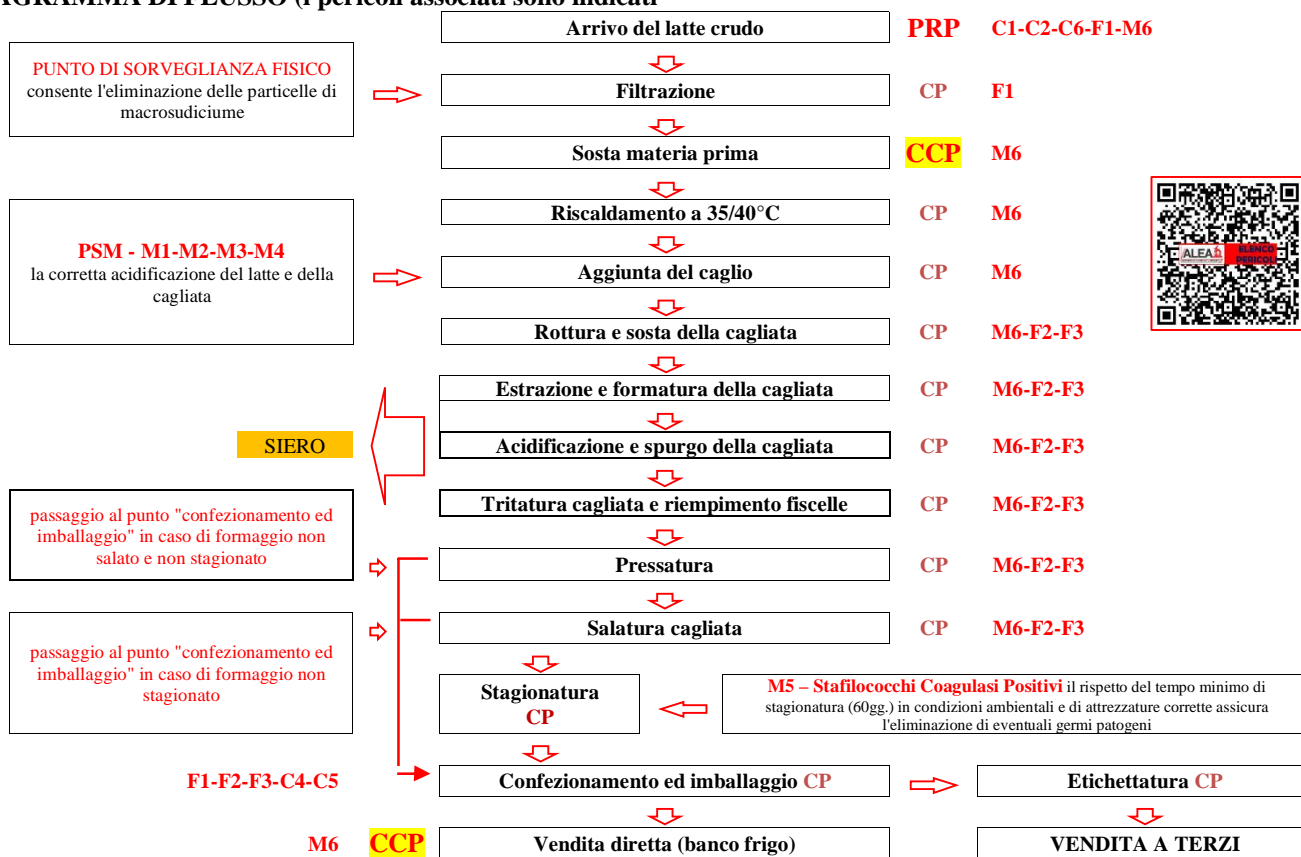 AGRAMMA DI FLUSSO (i pericoli associati sono indicati
Arrivo del latte crudo PRP C1-C2-C6-F1-M6
PUNTO DI SORVEGLIANZA FISICO
consente l'eliminazione delle particelle di
macrosudiciume
Filtrazione CP F1
Sosta materia prima CCP M6
Riscaldamento a 35/40°C CP M6
PSM - M1-M2-M3-M4
la corretta acidificazione del latte e della
cagliata
Aggiunta del caglio CP M6
ALEA
ELENCO
PERICOLI
Rottura e sosta della cagliata CP M6-F2-F3
Estrazione e formatura della cagliata CP M6-F2-F3
SIERO
Acidificazione e spurgo della cagliata CP M6-F2-F3
Tritatura cagliata e riempimento fiscelle CP M6-F2-F3
passaggio al punto "confezionamento ed
imballaggio" in caso di formaggio non
salato e non stagionato
Pressatura CP M6-F2-F3
Salatura cagliata CP M6-F2-F3
passaggio al punto "confezionamento ed
imballaggio" in caso di formaggio non
stagionato
Stagionatura
CP
M5 – Stafilococchi Coagulasi Positivi il rispetto del tempo minimo di
stagionatura (60gg.) in condizioni ambientali e di attrezzature corrette assicura
l'eliminazione di eventuali germi patogeni
F1-F2-F3-C4-C5 Confezionamento ed imballaggio CP Etichettatura CP
M6 CCP Vendita diretta (banco frigo) VENDITA A TERZI